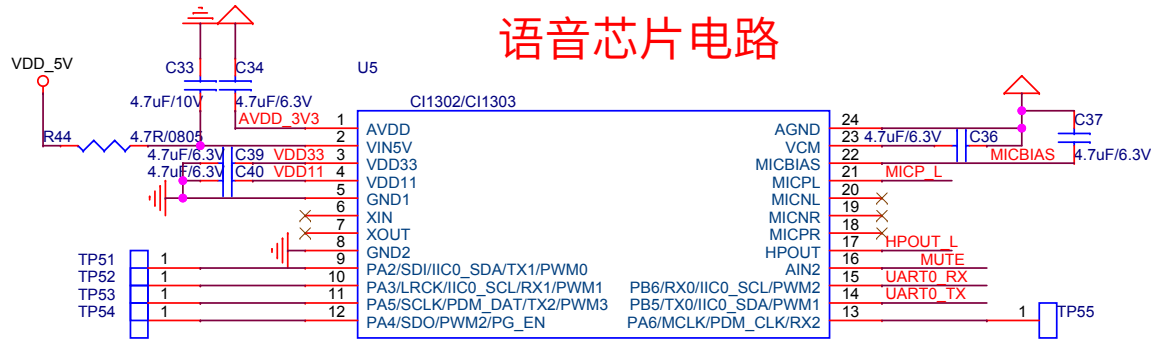 语音芯片电路
VDD_5V
C33
C34
U5
4.7uF/10V
4.7uF/6.3V
CI1302/CI1303
AVDD_3V3
R44
4.7R/0805
4.7uF/6.3V
C39
VDD33
4.7uF/6.3V
C40
VDD11
1 AVDD
2 VIN5V
3 VDD33
4 VDD11
5 GND1
6 XIN
7 XOUT
8 GND2
9 PA2/SDI/IIC0_SDA/TX1/PWM0
10 PA3/LRCK/IIC0_SCL/RX1/PWM1
11 PA5/SCLK/PDM_DAT/TX2/PWM3
12 PA4/SDO/PWM2/PG_EN
TP51 1
TP52 1
TP53 1
TP54 1
AGND 24
VCM 23
MICBIAS 22
MICPL 21
MICNL 20
MICNR 19
MICPR 18
HPOUT 17
AIN2 16
PB6/RX0/IIC0_SCL/PWM2 15
PB5/TX0/IIC0_SDA/PWM1 14
PA6/MCLK/PDM_CLK/RX2 13
4.7uF/6.3V
C36
C37
4.7uF/6.3V
MICBIAS
MICP_L
HPOUT_L
MUTE
UART0_RX
UART0_TX
1 TP55